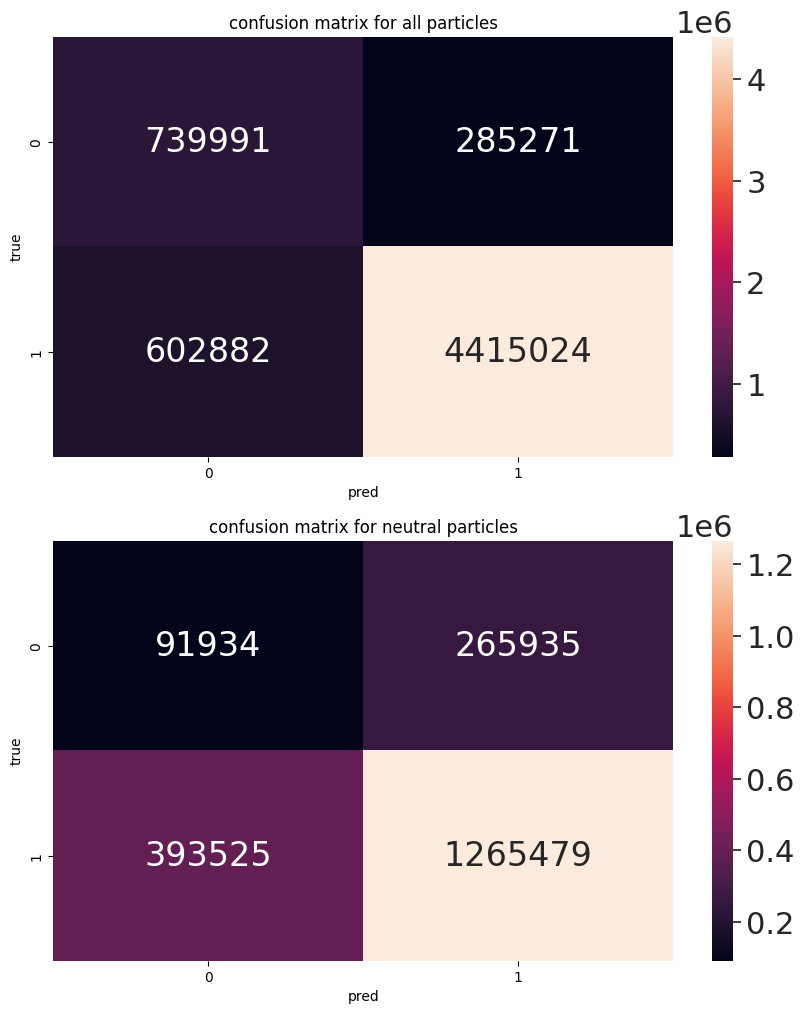 confusion matrix for all particles
1e6
739991 285271
602882 4415024
0
1
true
0 1
pred
4
3
2
1
confusion matrix for neutral particles
1e6
91934 265935
393525 1265479
0
1
true
0 1
pred
1.2
1.0
0.8
0.6
0.4
0.2